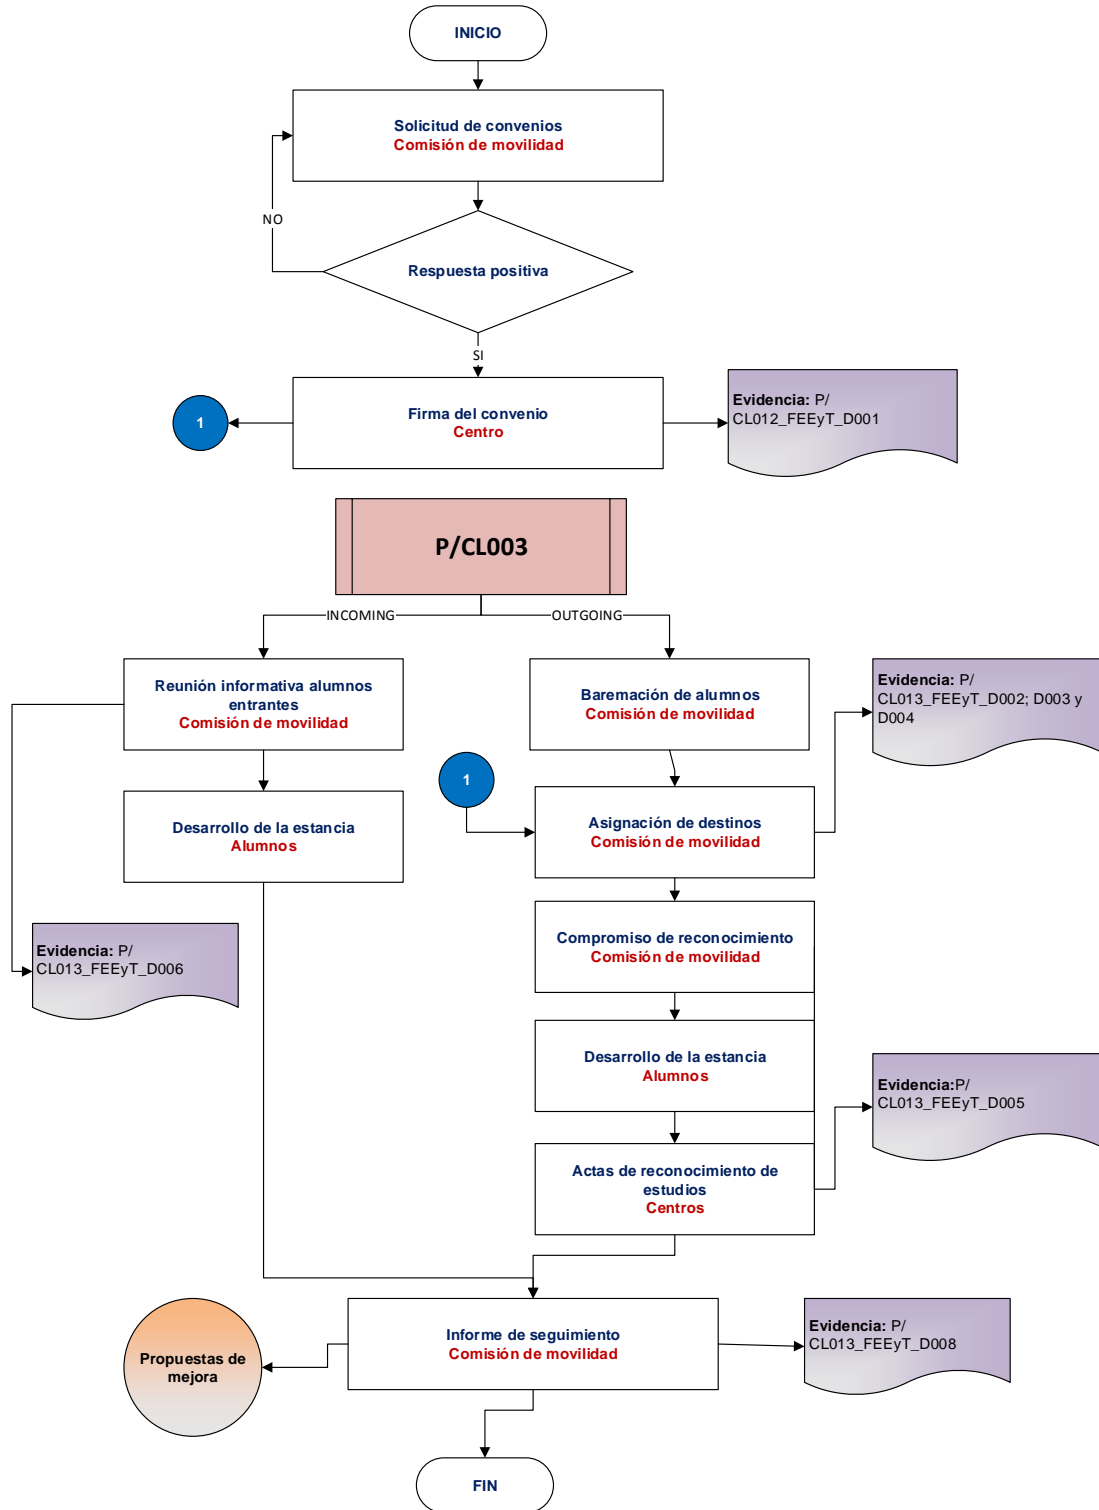 INICIO
Solicitud de convenios
Comisión de movilidad
NO
Respuesta positiva
SI
1
Firma del convenio
Centro
Evidencia: P/
CL012_FEEyT_D001
P/CL003
INCOMING
OUTGOING
Reunión informativa alumnos
entrantes
Comisión de movilidad
Baremación de alumnos
Comisión de movilidad
Evidencia: P/
CL013_FEEyT_D002; D003 y
D004
1
Desarrollo de la estancia
Alumnos
Asignación de destinos
Comisión de movilidad
Evidencia: P/
CL013_FEEyT_D006
Compromiso de reconocimiento
Comisión de movilidad
Desarrollo de la estancia
Alumnos
Evidencia:P/
CL013_FEEyT_D005
Actas de reconocimiento de
estudios
Centros
Propuestas de
mejora
Informe de seguimiento
Comisión de movilidad
Evidencia: P/
CL013_FEEyT_D008
FIN